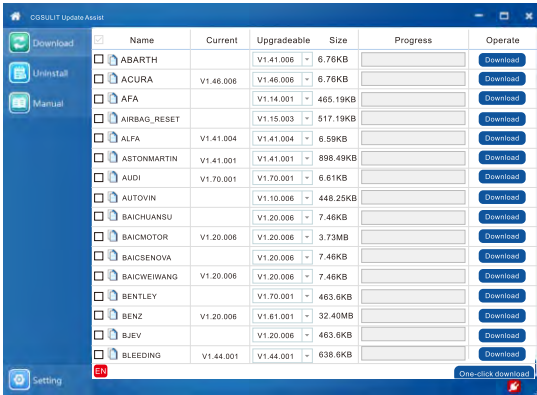 CGSULIT Update Assist
Download
Uninstall
Manual
Setting
Name Current Upgradeable Size Progress Operate
ABARTH V1.41.006 6.76KB Download
ACURA V1.46.006 V1.46.006 6.76KB Download
AFA V1.14.001 465.19KB Download
AIRBAG_RESET V1.15.003 517.19KB Download
ALFA V1.41.004 V1.41.004 6.59KB Download
ASTONMARTIN V1.41.001 V1.41.001 898.49KB Download
AUDI V1.70.001 V1.70.001 6.61KB Download
AUTOVIN V1.10.006 448.25KB Download
BAICHUANSU V1.20.006 7.46KB Download
BAICMOTOR V1.20.006 V1.20.006 3.73MB Download
BAICSENOVA V1.20.006 7.46KB Download
BAICWEIWANG V1.20.006 V1.20.006 7.46KB Download
BENTLEY V1.70.001 463.6KB Download
BENZ V1.20.006 V1.61.001 32.40MB Download
BJEV V1.20.006 463.6KB Download
BLEEDING V1.44.001 V1.44.001 638.6KB Download
EN One-click download